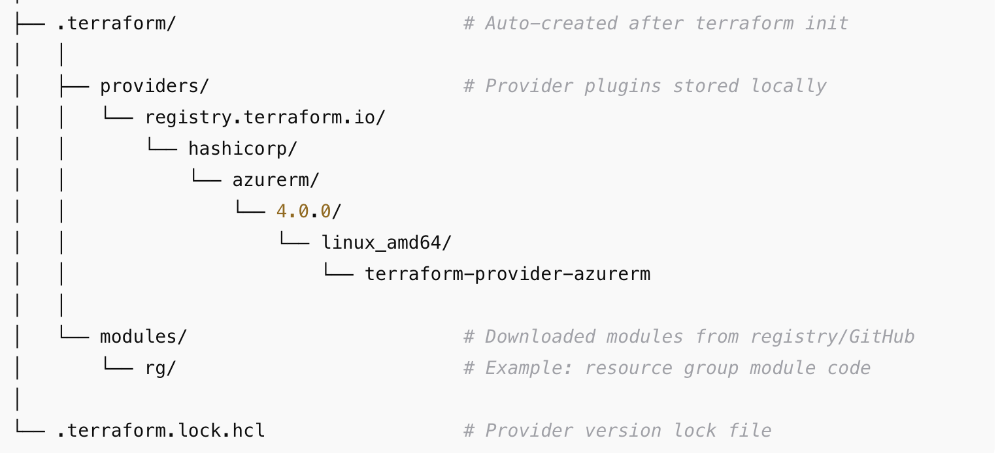 ├── .terraform/                          # Auto-created after terraform init
│   │
│   ├── providers/                       # Provider plugins stored locally
│   │   └── registry.terraform.io/
│   │       └── hashicorp/
│   │           └── azurerm/
│   │               └── 4.0.0/
│   │                   └── linux_amd64/
│   │                       └── terraform-provider-azurerm
│   │
│   └── modules/                         # Downloaded modules from registry/GitHub
│       └── rg/                          # Example: resource group module code
│
└── .terraform.lock.hcl                  # Provider version lock file